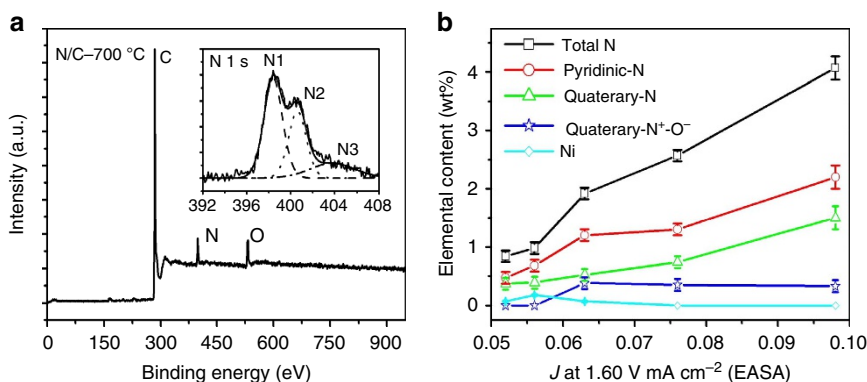 a
N/C–700 °C
C
N
O
N 1 s
N1
N2
N3
392 396 400 404 408
Intensity (a.u.)
0 150 300 450 600 750 900
Binding energy (eV)
b
Total N
Pyridinic-N
Quaterary-N
Quaterary-N⁺-O⁻
Ni
4
3
2
1
0
Elemental content (wt%)
0.05 0.06 0.07 0.08 0.09 0.10
J at 1.60 V mA cm⁻² (EASA)